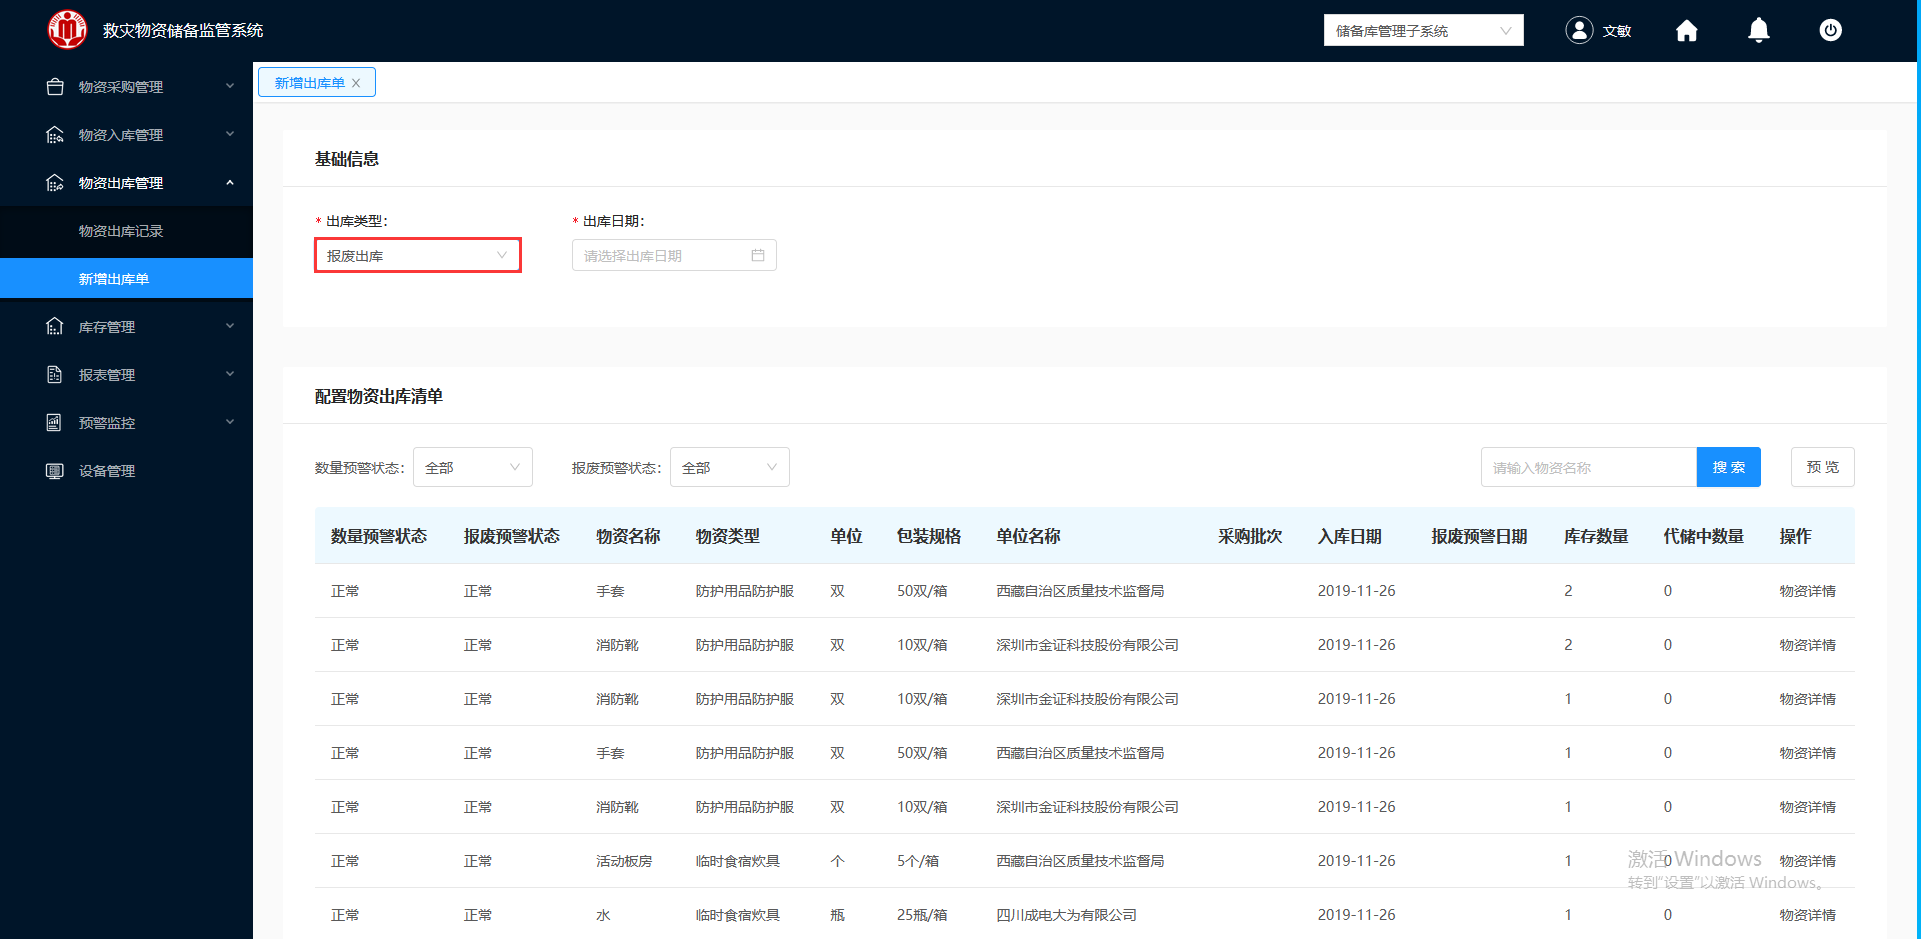 救灾物资储备监管系统
储备库管理子系统
文敏
物资采购管理
物资入库管理
物资出库管理
物资出库记录
新增出库单
库存管理
报表管理
预警监控
设备管理
新增出库单
基础信息
* 出库类型： * 出库日期：
报废出库 请选择出库日期
配置物资出库清单
数量预警状态： 全部 报废预警状态： 全部 请输入物资名称 搜 索 预 览
数量预警状态 报废预警状态 物资名称 物资类型 单位 包装规格 单位名称 采购批次 入库日期 报废预警日期 库存数量 代储中数量 操作
正常 正常 手套 防护用品防护服 双 50双/箱 西藏自治区质量技术监督局 2019-11-26 2 0 物资详情
正常 正常 消防靴 防护用品防护服 双 10双/箱 深圳市金证科技股份有限公司 2019-11-26 2 0 物资详情
正常 正常 消防靴 防护用品防护服 双 10双/箱 深圳市金证科技股份有限公司 2019-11-26 1 0 物资详情
正常 正常 手套 防护用品防护服 双 50双/箱 西藏自治区质量技术监督局 2019-11-26 1 0 物资详情
正常 正常 消防靴 防护用品防护服 双 10双/箱 深圳市金证科技股份有限公司 2019-11-26 1 0 物资详情
正常 正常 活动板房 临时食宿炊具 个 5个/箱 西藏自治区质量技术监督局 2019-11-26 1 0 物资详情
激活 Windows
转到"设置"以激活 Windows。
正常 正常 水 临时食宿炊具 瓶 25瓶/箱 四川成电大为有限公司 2019-11-26 1 0 物资详情